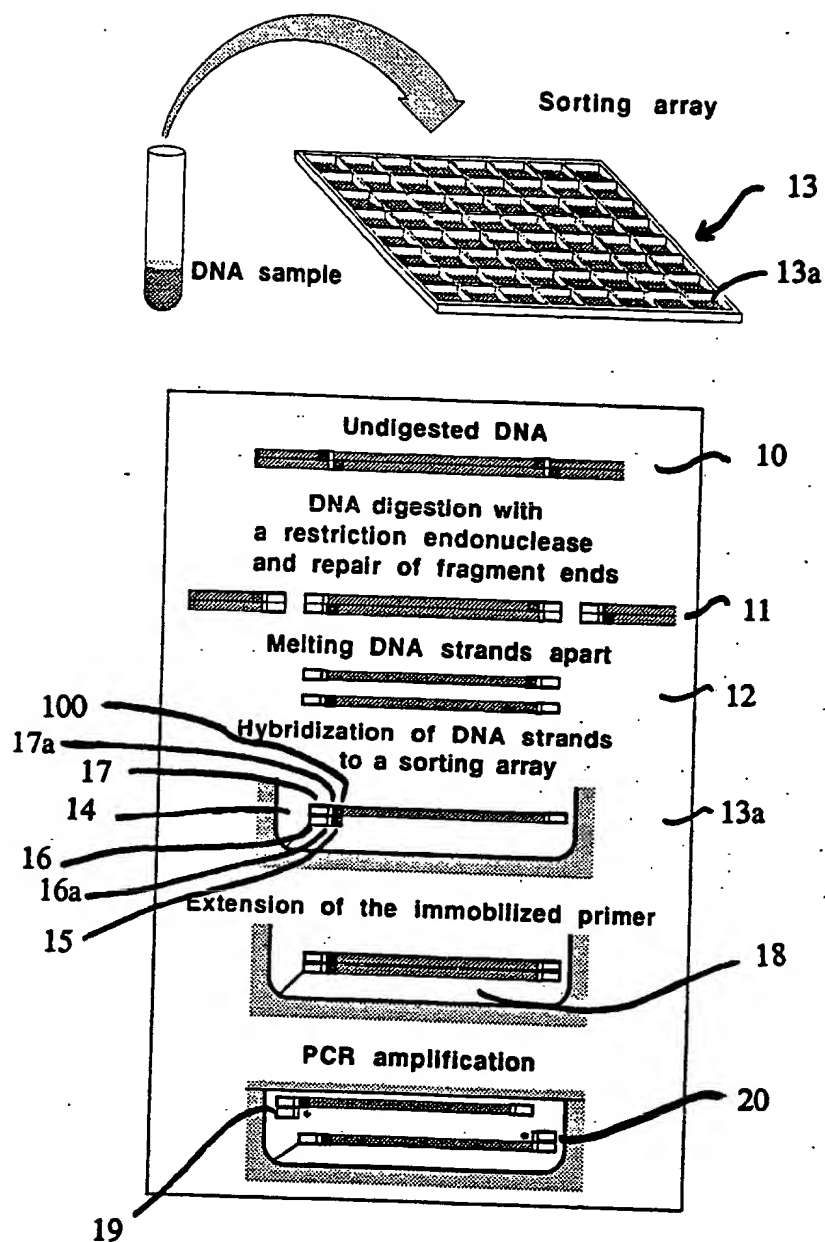 Sorting array
13
DNA sample
13a
Undigested DNA
10
DNA digestion with
a restriction endonuclease
and repair of fragment ends
11
Melting DNA strands apart
12
100
Hybridization of DNA strands
17a
to a sorting array
17
14
13a
16
16a
15
Extension of the immobilized primer
18
PCR amplification
20
19